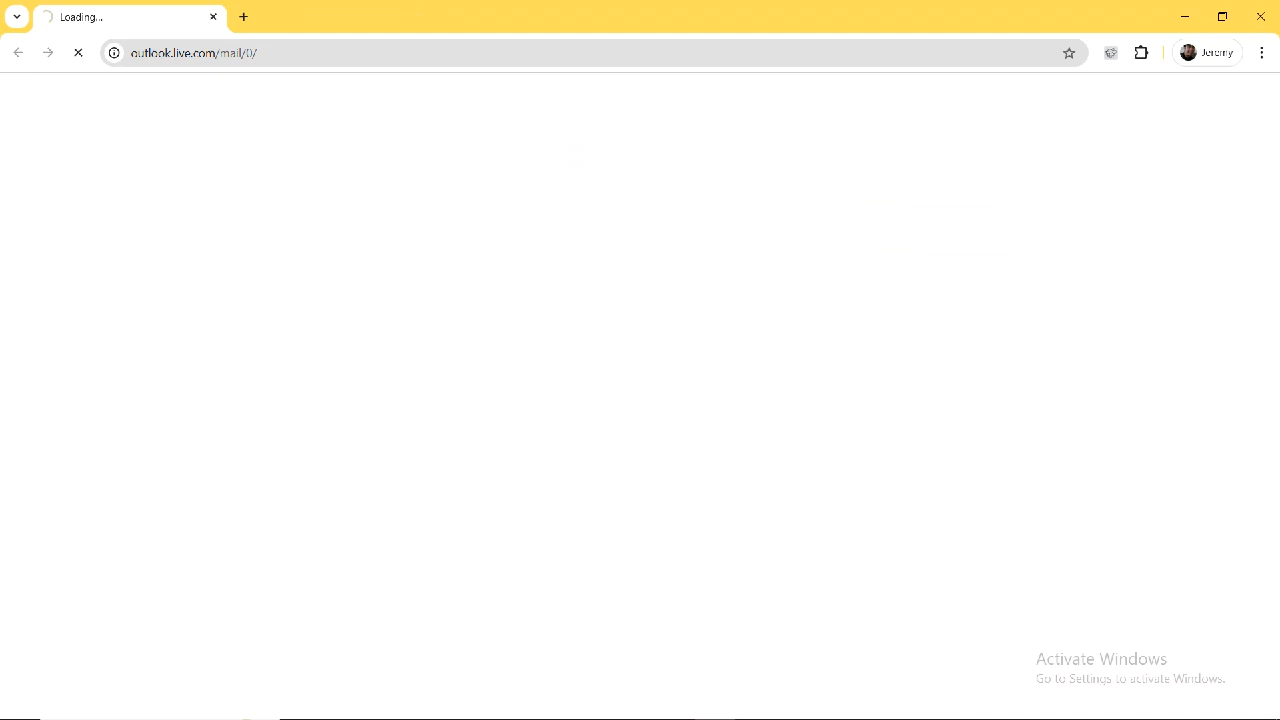 Loading...
outlook.live.com/mail/0/
Jeremy
Activate Windows
Go to Settings to activate Windows.